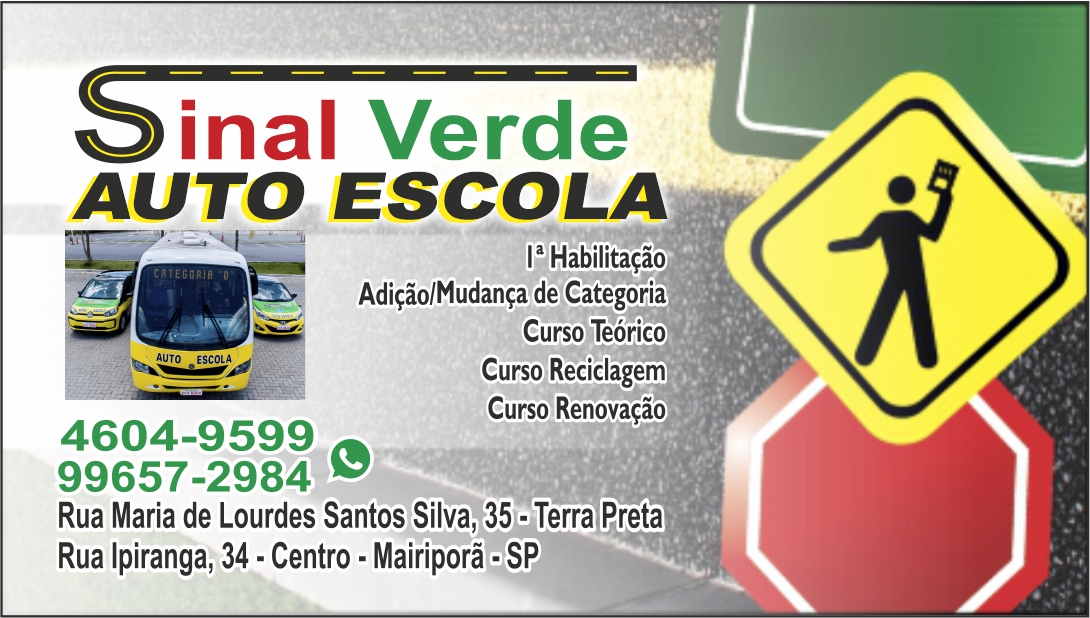 Sinal Verde
AUTO ESCOLA
CATEGORIA "D"
AUTO ESCOLA
1ª Habilitação
Adição/Mudança de Categoria
Curso Teórico
Curso Reciclagem
Curso Renovação
4604-9599
99657-2984
Rua Maria de Lourdes Santos Silva, 35 - Terra Preta
Rua Ipiranga, 34 - Centro - Mairiporã - SP